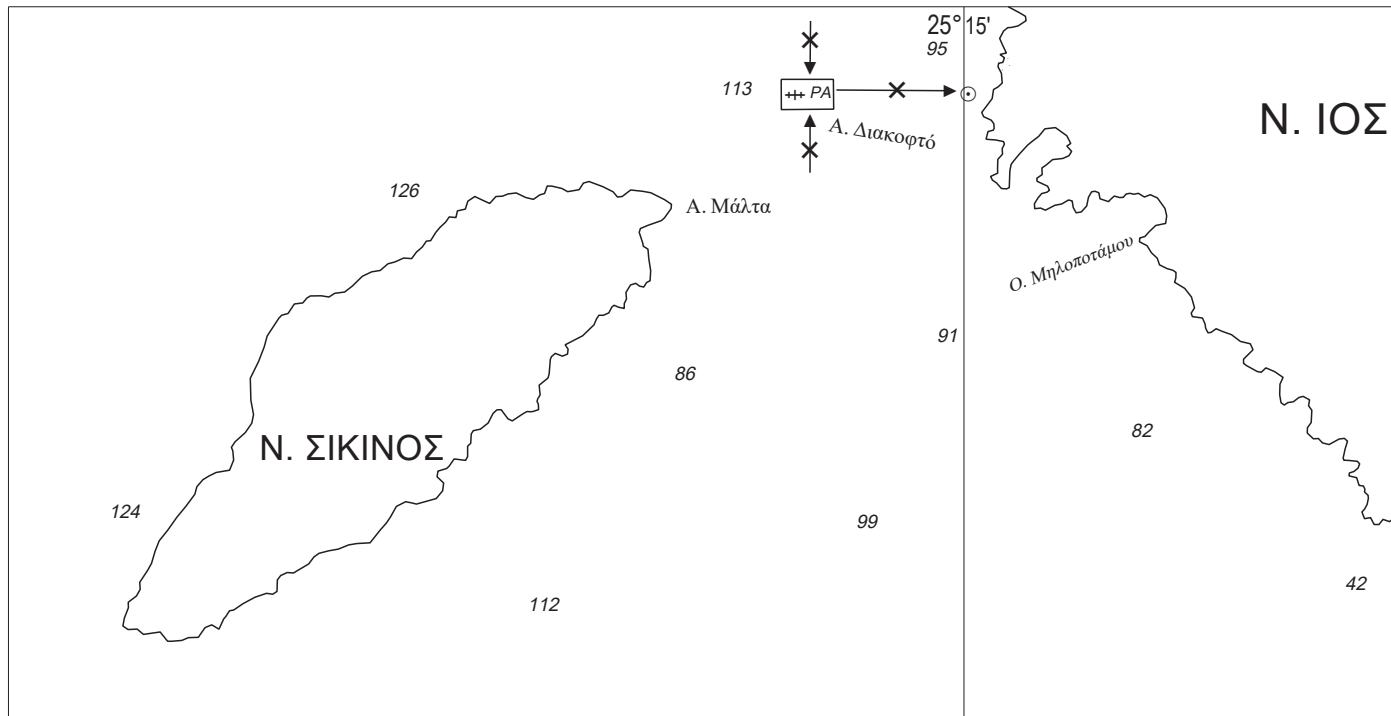 25° 15'
95
113
PA
Α. Διακοφτό
Ν. ΙΟΣ
126
Α. Μάλτα
Ο. Μηλοποτάμου
91
86
82
Ν. ΣΙΚΙΝΟΣ
124
99
42
112